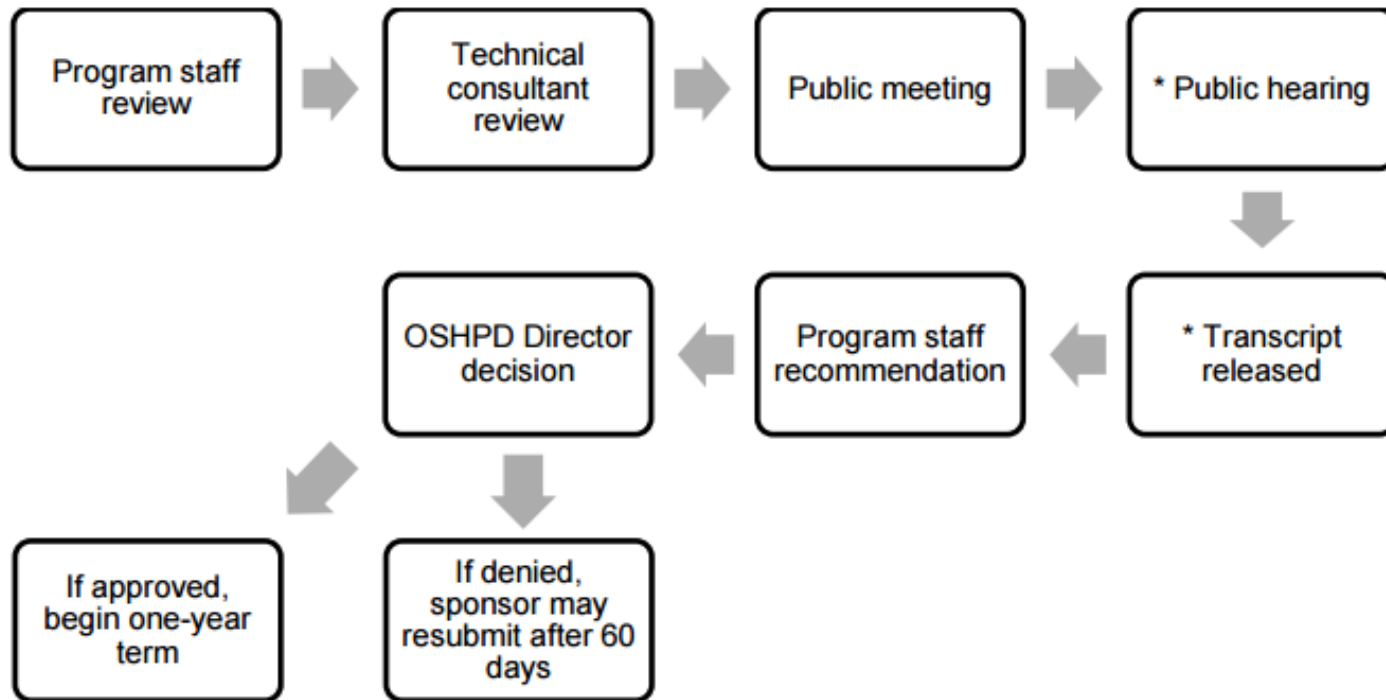 Program staff
review
Technical
consultant
review
Public meeting
* Public hearing
* Transcript
released
Program staff
recommendation
OSHPD Director
decision
If approved,
begin one-year
term
If denied,
sponsor may
resubmit after 60
days